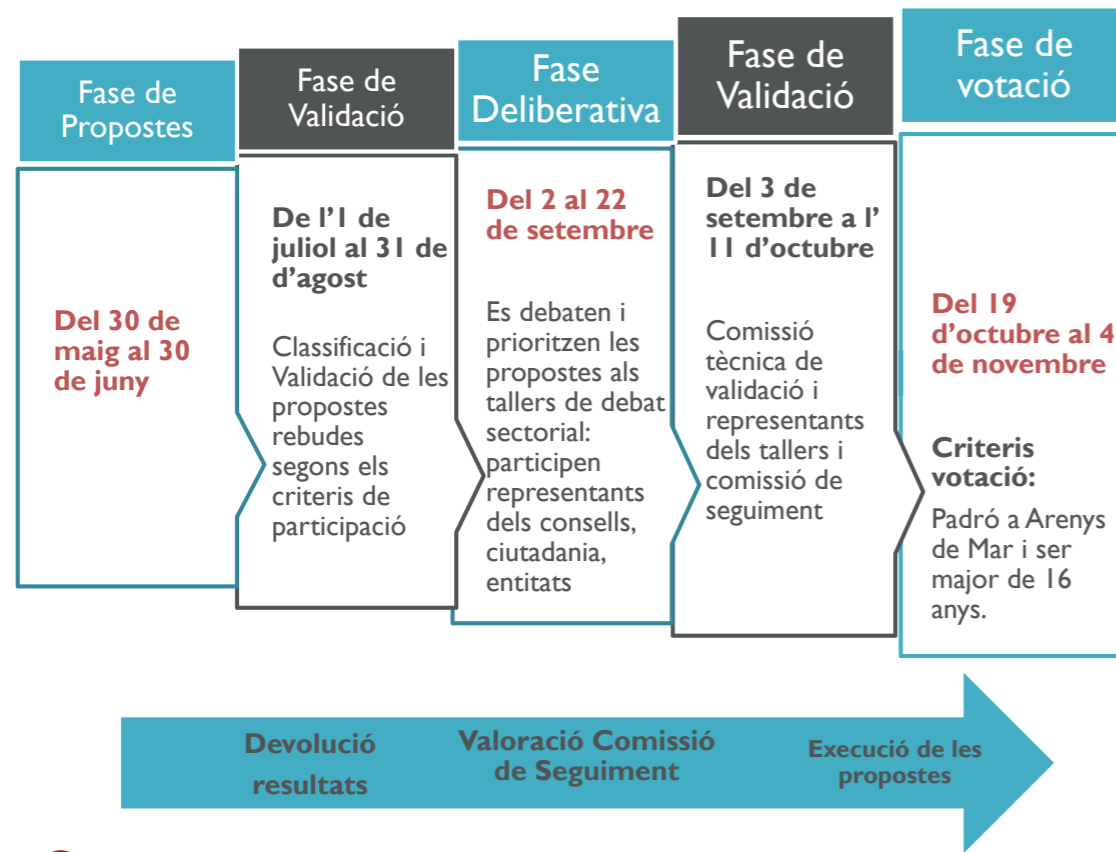 Fase de
Propostes
Del 30 de
maig al 30
de juny
Fase de
Validació
De l’1 de
juliol al 31 de
d’agost
Classificació i
Validació de les
propostes
rebudes
segons els
criteris de
participació
Fase
Deliberativa
Del 2 al 22
de setembre
Es debaten i
prioritzen les
propostes als
tallers de debat
sectorial:
participen
representants
dels consells,
ciutadania,
entitats
Fase de
Validació
Del 3 de
setembre a l’
11 d’octubre
Comissió
tècnica de
validació i
representants
dels tallers i
comissió de
seguiment
Fase de
votació
Del 19
d’octubre al 4
de novembre
Criteris
votació:
Padró a Arenys
de Mar i ser
major de 16
anys.
Devolució
resultats
Valoració Comissió
de Seguiment
Execució de les
propostes